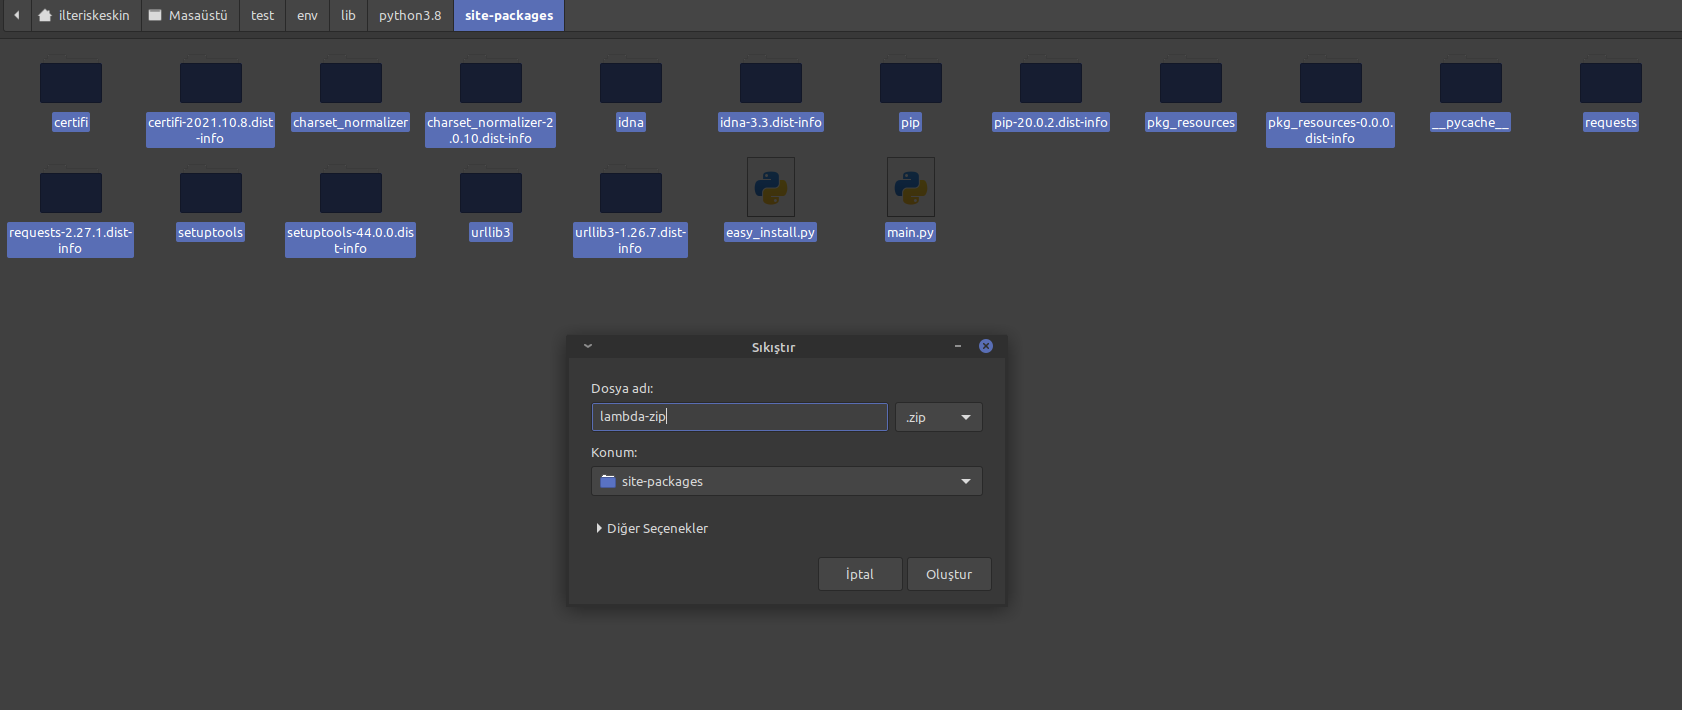 ilteriskeskin
Masaüstü
test
env
lib
python3.8
site-packages
certifi
certifi-2021.10.8.dist
-info
charset_normalizer
charset_normalizer-2
.0.10.dist-info
idna
idna-3.3.dist-info
pip
pip-20.0.2.dist-info
pkg_resources
pkg_resources-0.0.0.
dist-info
__pycache__
requests
requests-2.27.1.dist-
info
setuptools
setuptools-44.0.0.dis
t-info
urllib3
urllib3-1.26.7.dist-
info
easy_install.py
main.py
Sıkıştır
Dosya adı:
lambda-zip
.zip
Konum:
site-packages
Diğer Seçenekler
İptal
Oluştur